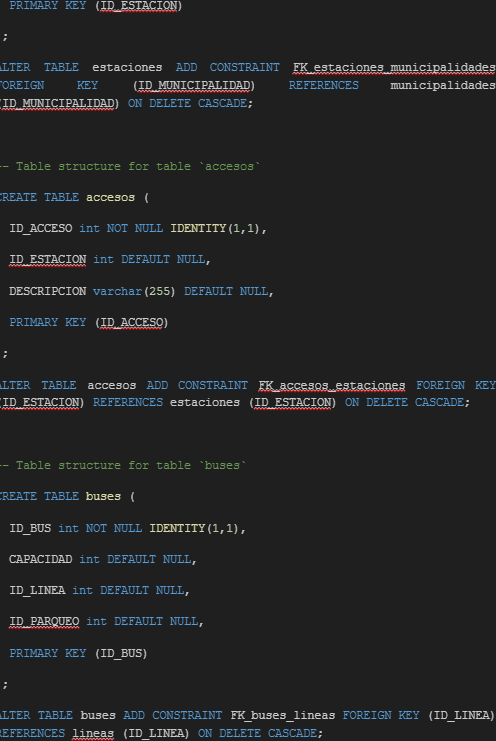 PRIMARY KEY (ID_ESTACION)
;
ALTER TABLE estaciones ADD CONSTRAINT FK_estaciones_municipalidades
FOREIGN KEY (ID_MUNICIPALIDAD) REFERENCES municipalidades
(ID_MUNICIPALIDAD) ON DELETE CASCADE;
-- Table structure for table `accesos`
CREATE TABLE accesos (
ID_ACCESO int NOT NULL IDENTITY(1,1),
ID_ESTACION int DEFAULT NULL,
DESCRIPCION varchar(255) DEFAULT NULL,
PRIMARY KEY (ID_ACCESO)
;
ALTER TABLE accesos ADD CONSTRAINT FK_accesos_estaciones FOREIGN KEY
(ID_ESTACION) REFERENCES estaciones (ID_ESTACION) ON DELETE CASCADE;
-- Table structure for table `buses`
CREATE TABLE buses (
ID_BUS int NOT NULL IDENTITY(1,1),
CAPACIDAD int DEFAULT NULL,
ID_LINEA int DEFAULT NULL,
ID_PARQUEO int DEFAULT NULL,
PRIMARY KEY (ID_BUS)
;
ALTER TABLE buses ADD CONSTRAINT FK_buses_lineas FOREIGN KEY (ID_LINEA)
REFERENCES lineas (ID_LINEA) ON DELETE CASCADE;